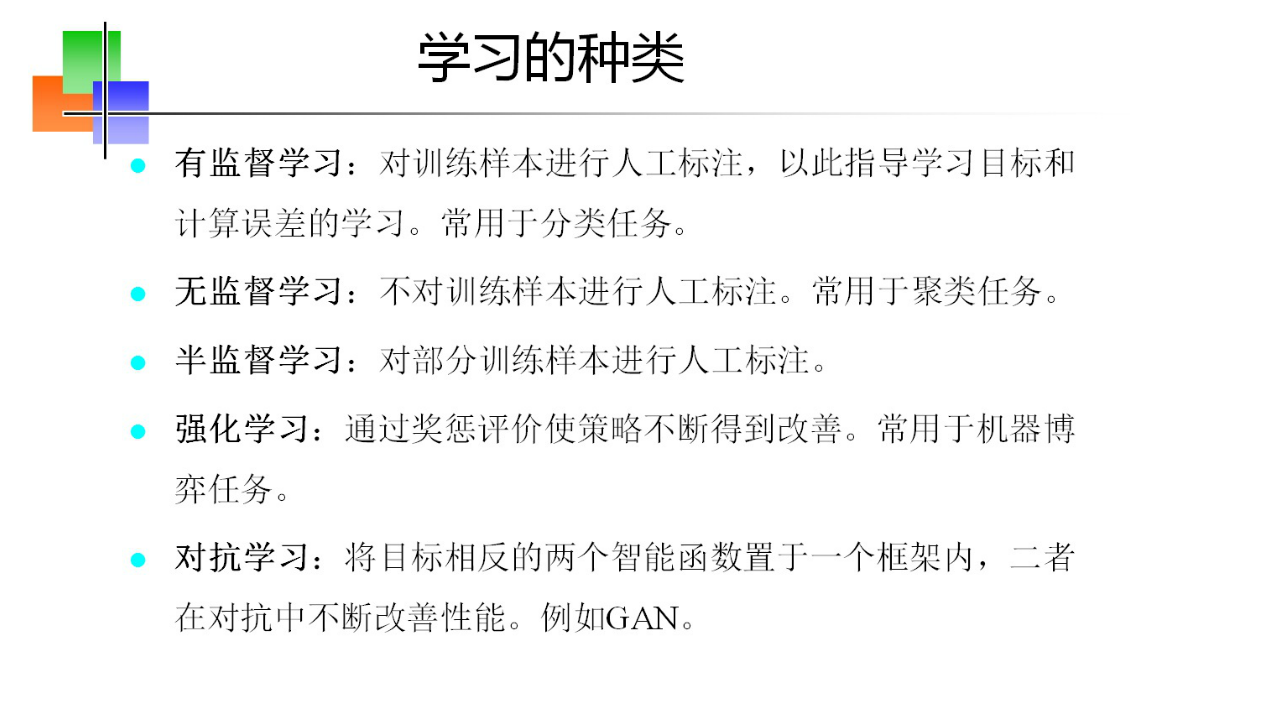 学习的种类
有监督学习：对训练样本进行人工标注，以此指导学习目标和
计算误差的学习。常用于分类任务。
无监督学习：不对训练样本进行人工标注。常用于聚类任务。
半监督学习：对部分训练样本进行人工标注。
强化学习：通过奖惩评价使策略不断得到改善。常用于机器博
弈任务。
对抗学习：将目标相反的两个智能函数置于一个框架内，二者
在对抗中不断改善性能。例如GAN。